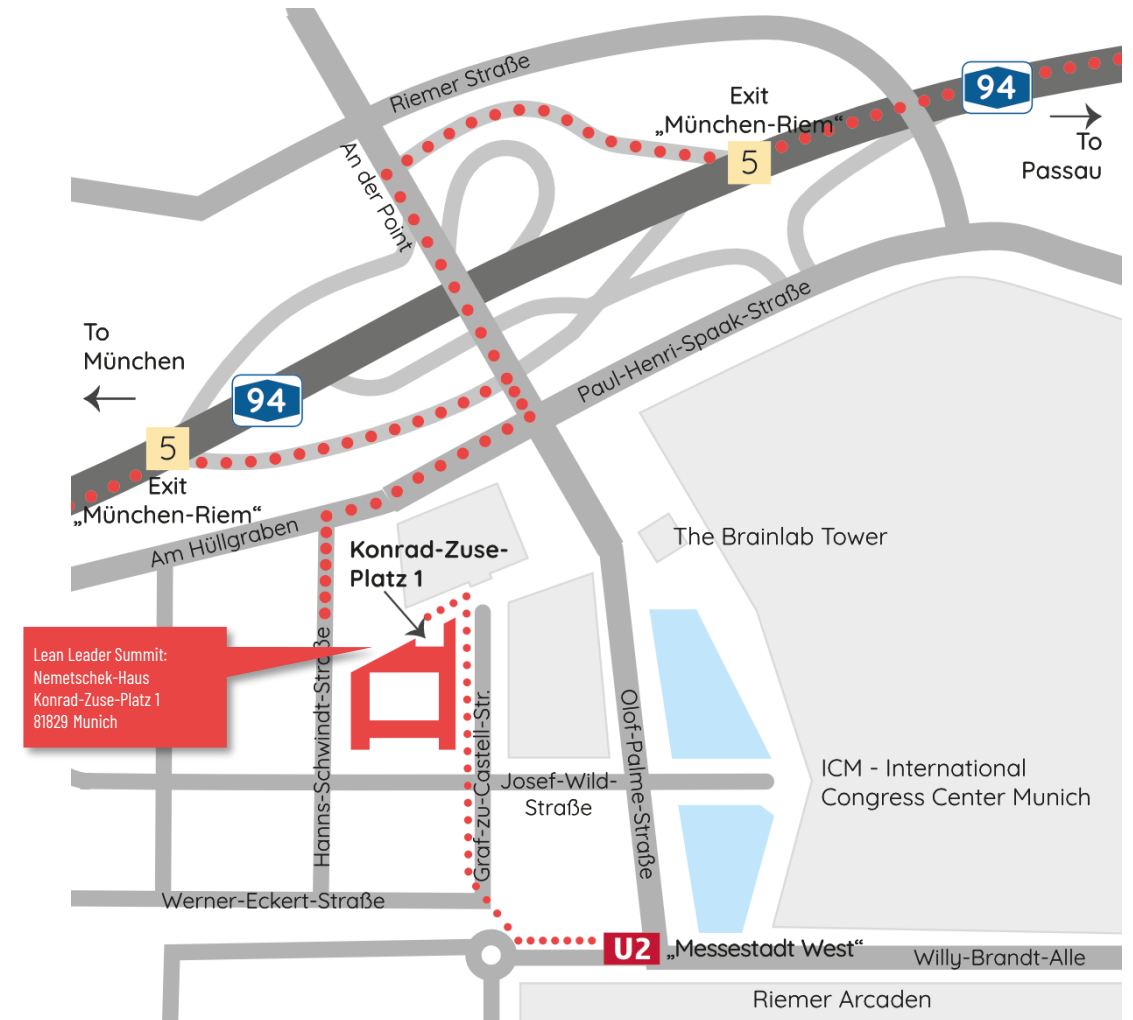 Riemer Straße
94
Exit
„München-Riem“
5
To
Passau
An der Point
To
München
94
Paul-Henri-Spaak-Straße
5
Exit
„München-Riem“
Am Hüllgraben
Konrad-Zuse-
Platz 1
The Brainlab Tower
Lean Leader Summit:
Nemetschek-Haus
Konrad-Zuse-Platz 1
81829 Munich
Hanns-Schwindt-Straße
Graf-zu-Castell-Str.
Olof-Palme-Straße
Josef-Wild-
Straße
ICM - International
Congress Center Munich
Werner-Eckert-Straße
U2 „Messestadt West“
Willy-Brandt-Alle
Riemer Arcaden